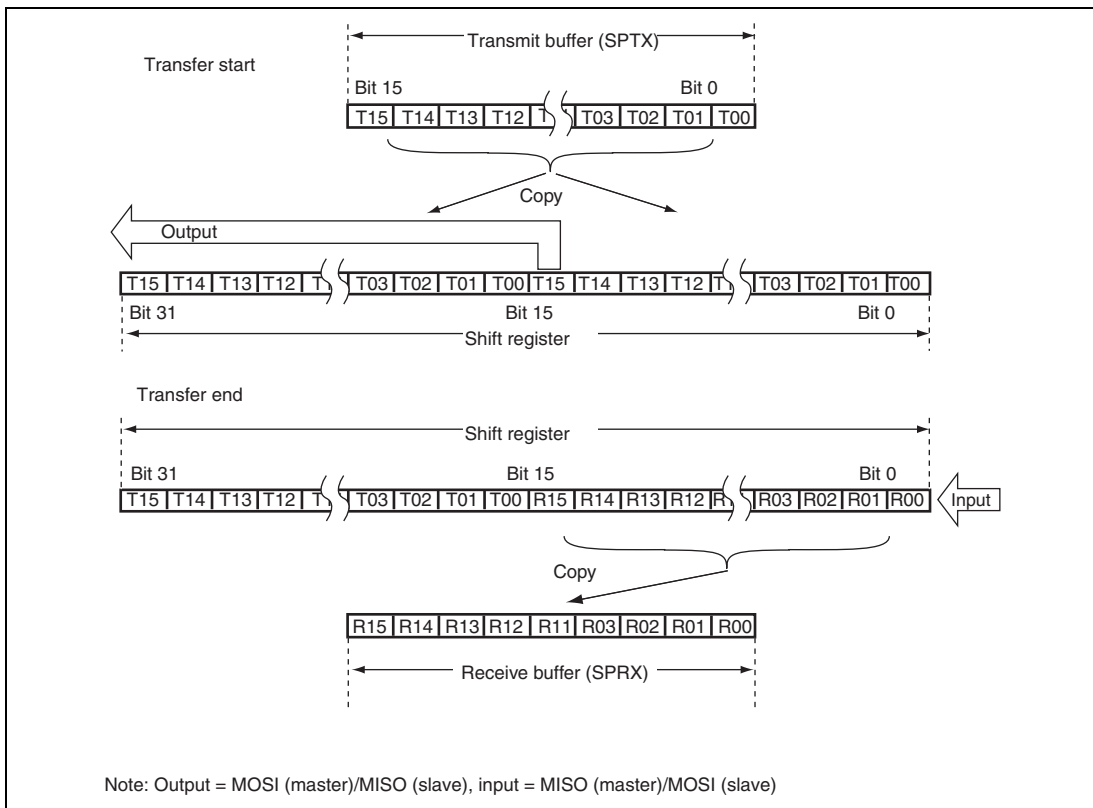 Transmit buffer (SPTX)
Transfer start
Bit 15 Bit 0
T15 T14 T13 T12 T03 T02 T01 T00
Copy
Output
T15 T14 T13 T12 T03 T02 T01 T00 T15 T14 T13 T12 T03 T02 T01 T00
Bit 31 Bit 15 Bit 0
Shift register
Transfer end
Shift register
Bit 31 Bit 15 Bit 0
T15 T14 T13 T12 T03 T02 T01 T00 R15 R14 R13 R12 R03 R02 R01 R00
Input
Copy
R15 R14 R13 R12 R11 R03 R02 R01 R00
Receive buffer (SPRX)
Note: Output = MOSI (master)/MISO (slave), input = MISO (master)/MOSI (slave)